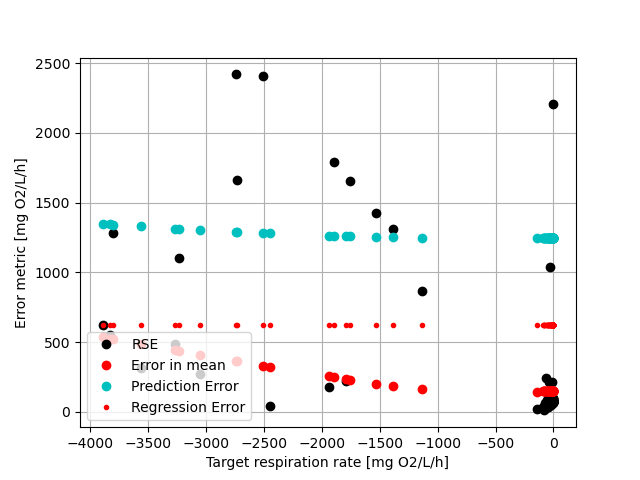 2500
2000
1500
1000
500
0
Error metric [mg O2/L/h]
RSE
Error in mean
Prediction Error
Regression Error
−4000 −3500 −3000 −2500 −2000 −1500 −1000 −500 0
Target respiration rate [mg O2/L/h]